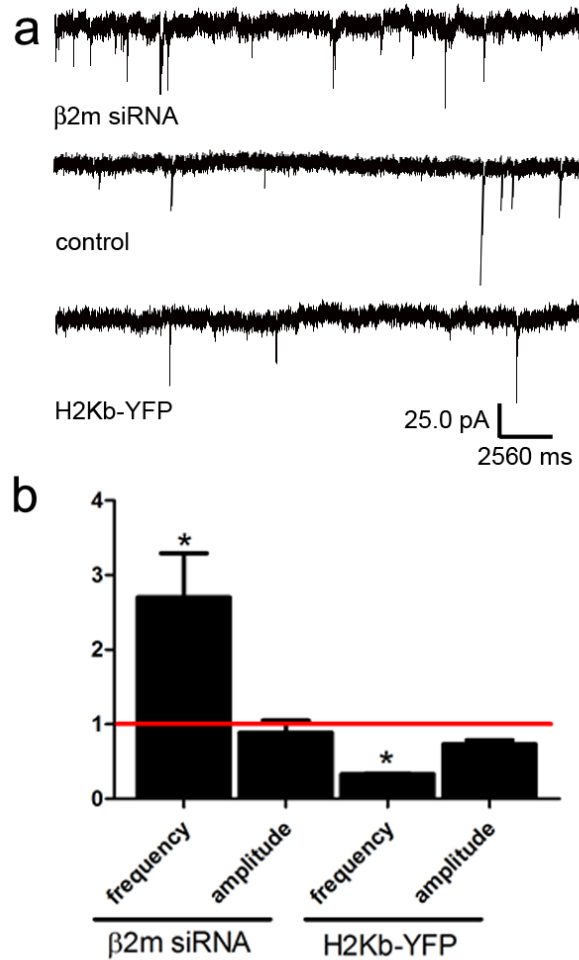 a
β2m siRNA
control
H2Kb-YFP
25.0 pA
2560 ms
b
4
3
2
1
0
*
*
frequency
amplitude
frequency
amplitude
β2m siRNA
H2Kb-YFP